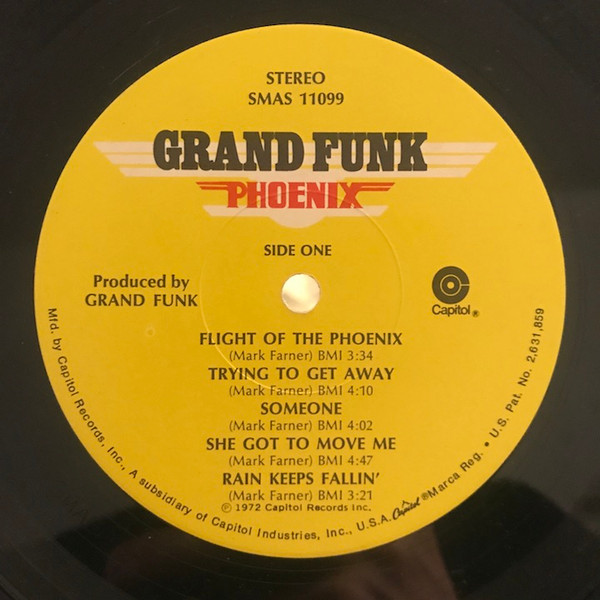 STEREO
SMAS 11099
GRAND FUNK
PHOENIX
SIDE ONE
Produced by
GRAND FUNK
Capitol®
FLIGHT OF THE PHOENIX
(Mark Farner) BMI 3:34
TRYING TO GET AWAY
(Mark Farner) BMI 4:10
SOMEONE
(Mark Farner) BMI 4:02
SHE GOT TO MOVE ME
(Mark Farner) BMI 4:47
RAIN KEEPS FALLIN'
(Mark Farner) BMI 3:21
℗ 1972 Capitol Records Inc.
Mfd. by Capitol Records, Inc., A subsidiary of Capitol Industries, Inc., U.S.A. Capitol ®Marca Reg. • U.S. Pat. No. 2,631,859